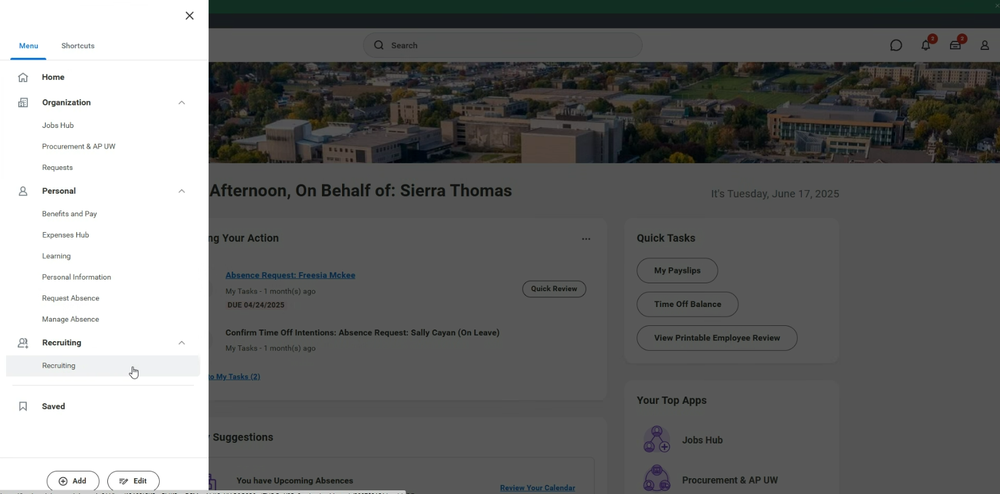 Menu
Shortcuts
Search
2
2
Home
Organization
Jobs Hub
Procurement & AP UW
Requests
Personal
Benefits and Pay
Expenses Hub
Learning
Personal Information
Request Absence
Manage Absence
Recruiting
Recruiting
Saved
Add
Edit
Afternoon, On Behalf of: Sierra Thomas
It's Tuesday, June 17, 2025
ng Your Action
Absence Request: Freesia Mckee
My Tasks - 1 month(s) ago
DUE 04/24/2025
Quick Review
Confirm Time Off Intentions: Absence Request: Sally Cayan (On Leave)
My Tasks - 1 month(s) ago
to My Tasks (2)
Suggestions
You have Upcoming Absences
Review Your Calendar
Quick Tasks
My Payslips
Time Off Balance
View Printable Employee Review
Your Top Apps
Jobs Hub
Procurement & AP UW